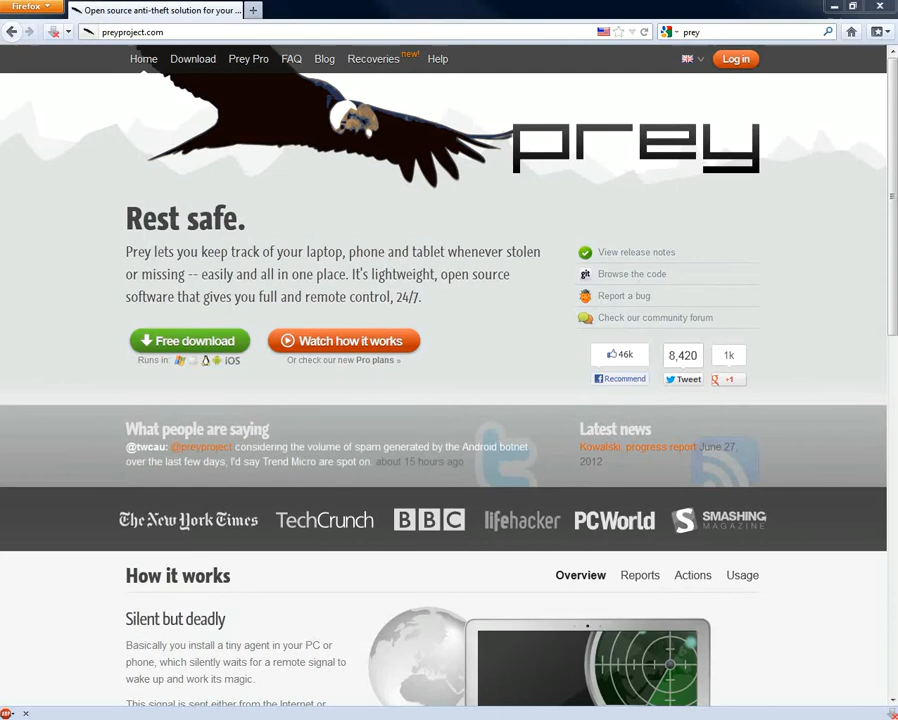 Firefox
Open source anti-theft solution for your ...
preyproject.com
prey
Home Download Prey Pro FAQ Blog Recoveries new! Help
Log in
prey
Rest safe.
Prey lets you keep track of your laptop, phone and tablet whenever stolen
or missing -- easily and all in one place. It's lightweight, open source
software that gives you full and remote control, 24/7.
View release notes
git Browse the code
Report a bug
Check our community forum
Free download
Watch how it works
Runs in: iOS
Or check our new Pro plans »
46k 8,420 1k
Recommend Tweet +1
What people are saying
@twcau: @preyproject considering the volume of spam generated by the Android botnet
over the last few days, I'd say Trend Micro are spot on. about 15 hours ago
Latest news
Kowalski, progress report June 27,
2012
The New York Times TechCrunch BBC lifehacker PCWorld SMASHING MAGAZINE
How it works
Overview Reports Actions Usage
Silent but deadly
Basically you install a tiny agent in your PC or
phone, which silently waits for a remote signal to
wake up and work its magic.
This signal is sent either from the Internet or
ABP